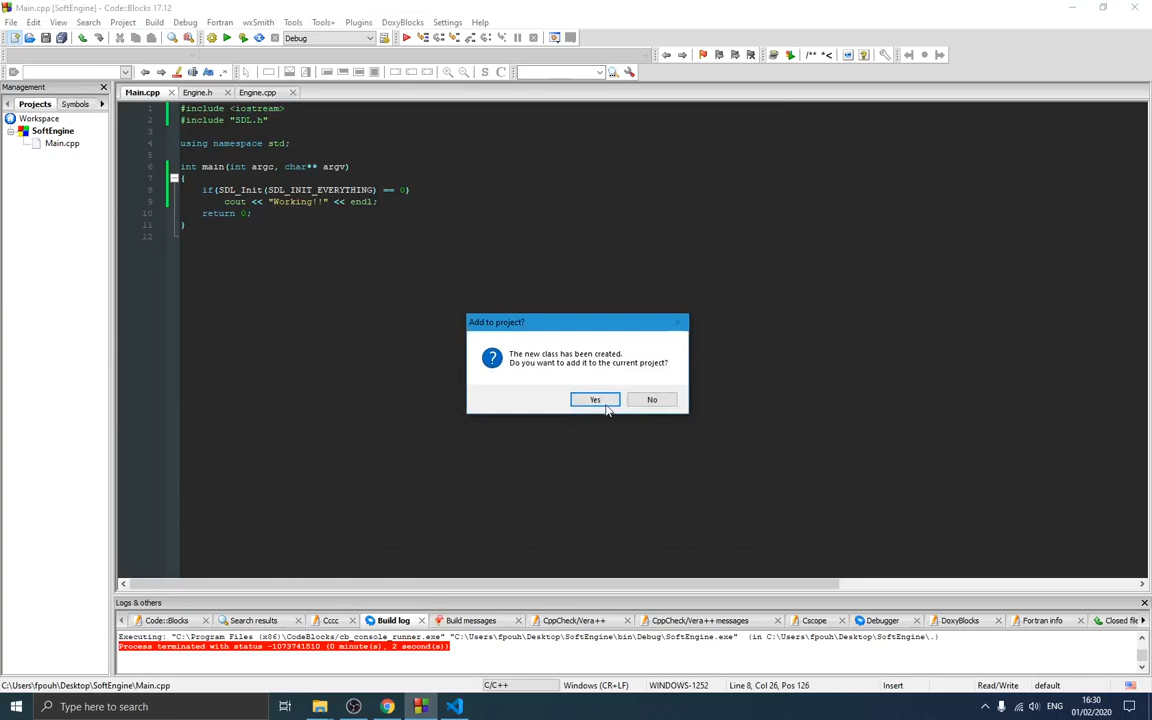 Main.cpp [SoftEngine] - Code::Blocks 17.12
File Edit View Search Project Build Debug Fortran wxSmith Tools Tools+ Plugins DoxyBlocks Settings Help
Debug
/** *<
S C
Management
Projects Symbols
Workspace
SoftEngine
Main.cpp
Main.cpp Engine.h Engine.cpp
1 #include <iostream>
2 #include "SDL.h"
3
4 using namespace std;
5
6 int main(int argc, char** argv)
7 {
8 if(SDL_Init(SDL_INIT_EVERYTHING) == 0)
9 cout << "Working!!" << endl;
10 return 0;
11 }
12
Add to project?
The new class has been created.
Do you want to add it to the current project?
Yes No
Logs & others
Code::Blocks Search results Cccc Build log Build messages CppCheck/Vera++ CppCheck/Vera++ messages Cscope Debugger DoxyBlocks Fortran info Closed file
Executing: "C:\Program Files (x86)\CodeBlocks/cb_console_runner.exe" "C:\Users\fpouh\Desktop\SoftEngine\bin\Debug\SoftEngine.exe" (in C:\Users\fpouh\Desktop\SoftEngine\.)
Process terminated with status -1073741510 (0 minute(s), 2 second(s))
C:\Users\fpouh\Desktop\SoftEngine\Main.cpp C/C++ Windows (CR+LF) WINDOWS-1252 Line 8, Col 26, Pos 126 Insert Read/Write default
Type here to search
ENG
16:30
01/02/2020